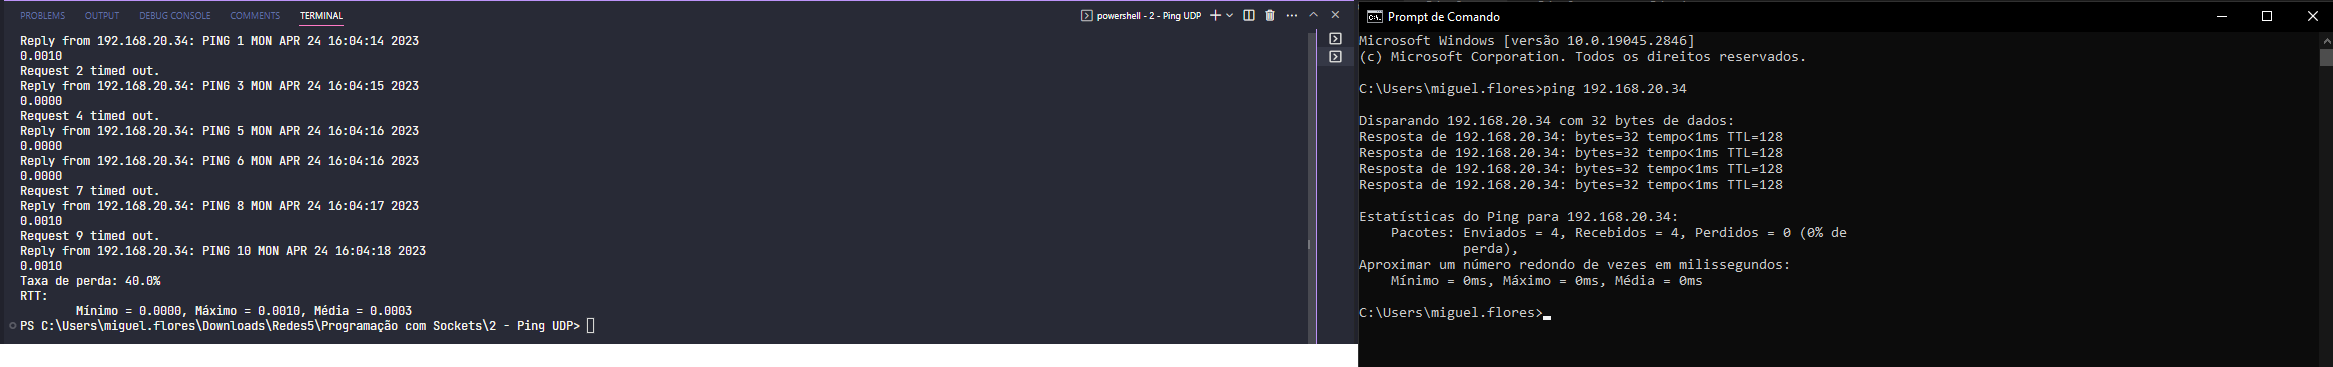 PROBLEMS OUTPUT DEBUG CONSOLE COMMENTS TERMINAL
powershell - 2 - Ping UDP
Reply from 192.168.20.34: PING 1 MON APR 24 16:04:14 2023
0.0010
Request 2 timed out.
Reply from 192.168.20.34: PING 3 MON APR 24 16:04:15 2023
0.0000
Request 4 timed out.
Reply from 192.168.20.34: PING 5 MON APR 24 16:04:16 2023
0.0000
Reply from 192.168.20.34: PING 6 MON APR 24 16:04:16 2023
0.0000
Request 7 timed out.
Reply from 192.168.20.34: PING 8 MON APR 24 16:04:17 2023
0.0010
Request 9 timed out.
Reply from 192.168.20.34: PING 10 MON APR 24 16:04:18 2023
0.0010
Taxa de perda: 40.0%
RTT:
Mínimo = 0.0000, Máximo = 0.0010, Média = 0.0003
PS C:\Users\miguel.flores\Downloads\Redes5\Programação com Sockets\2 - Ping UDP>
Prompt de Comando
Microsoft Windows [versão 10.0.19045.2846]
(c) Microsoft Corporation. Todos os direitos reservados.
C:\Users\miguel.flores>ping 192.168.20.34
Disparando 192.168.20.34 com 32 bytes de dados:
Resposta de 192.168.20.34: bytes=32 tempo<1ms TTL=128
Resposta de 192.168.20.34: bytes=32 tempo<1ms TTL=128
Resposta de 192.168.20.34: bytes=32 tempo<1ms TTL=128
Resposta de 192.168.20.34: bytes=32 tempo<1ms TTL=128
Estatísticas do Ping para 192.168.20.34:
Pacotes: Enviados = 4, Recebidos = 4, Perdidos = 0 (0% de
perda),
Aproximar um número redondo de vezes em milissegundos:
Mínimo = 0ms, Máximo = 0ms, Média = 0ms
C:\Users\miguel.flores>